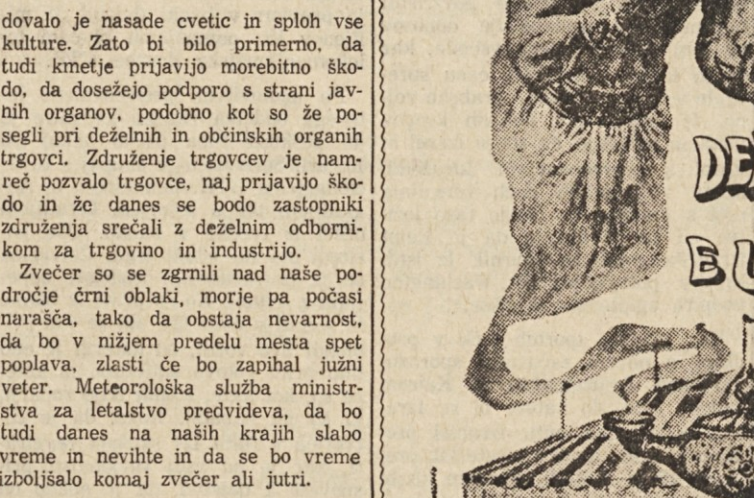 dovalo je nasade cvetic in sploh vse
kulture. Zato bi bilo primerno, da
tudi kmetje prijavijo morebitno ško-
do, da dosežejo podporo s strani jav-
nih organov, podobno kot so že po-
segli pri deželnih in občinskih organih
trgovci. Združenje trgovcev je nam-
reč pozvalo trgovce, naj prijavijo ško-
do in že danes se bodo zastopniki
združenja srečali z deželnim odborni-
kom za trgovino in industrijo.
Zvečer so se zgrnili nad naše po-
dročje črni oblaki, morje pa počasi
narašča, tako da obstaja nevarnost,
da bo v nižjem predelu mesta spet
poplava, zlasti če bo zapihal južni
veter. Meteorološka služba ministr-
stva za letalstvo predvideva, da bo
tudi danes na naših krajih slabo
vreme in nevihte in da se bo vreme
izboljšalo komaj zvečer ali jutri.